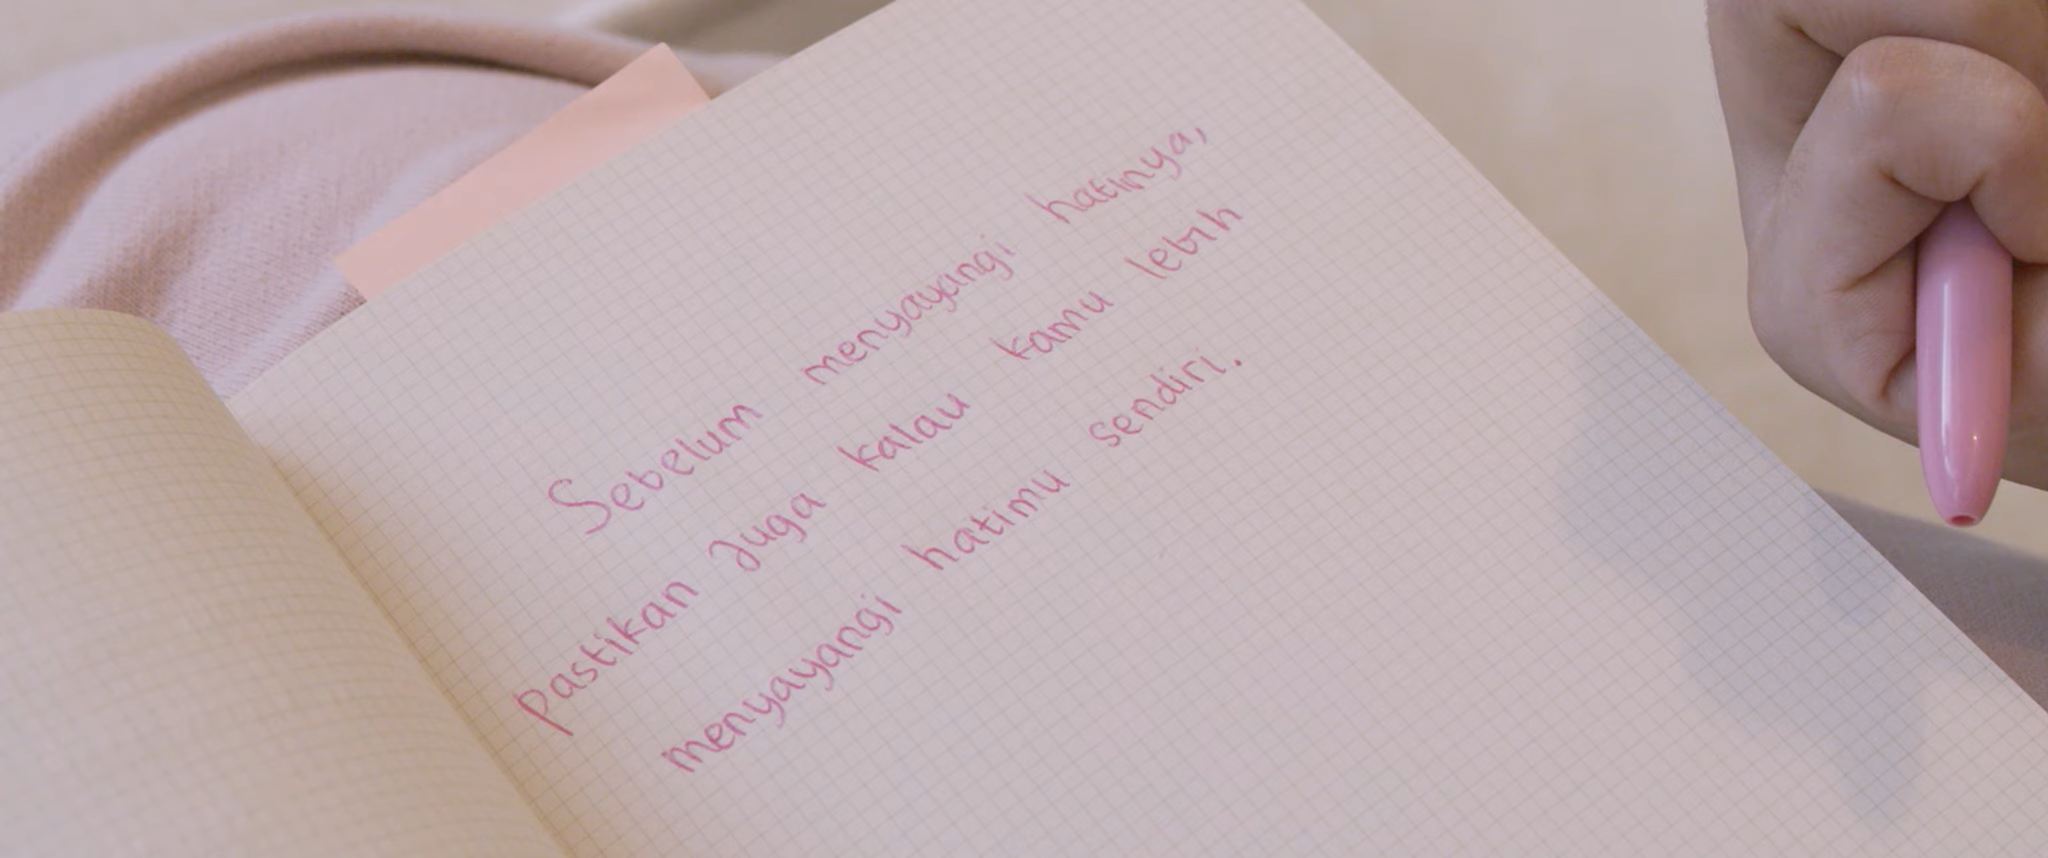 Sebelum menyayangi hatinya,
pastikan Juga kalau kamu lebih
menyayangi hatimu sendiri.